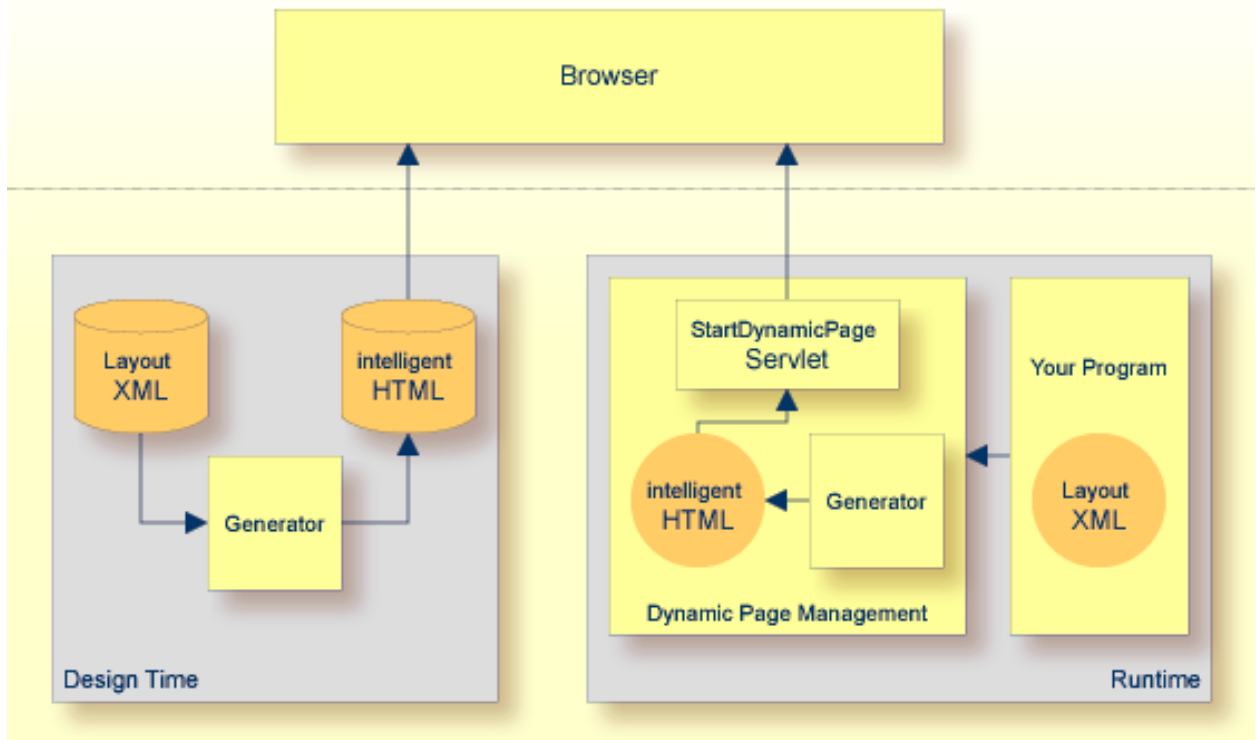 Browser
Layout
XML
intelligent
HTML
Generator
Design Time
StartDynamicPage
Servlet
intelligent
HTML
Generator
Dynamic Page Management
Your Program
Layout
XML
Runtime